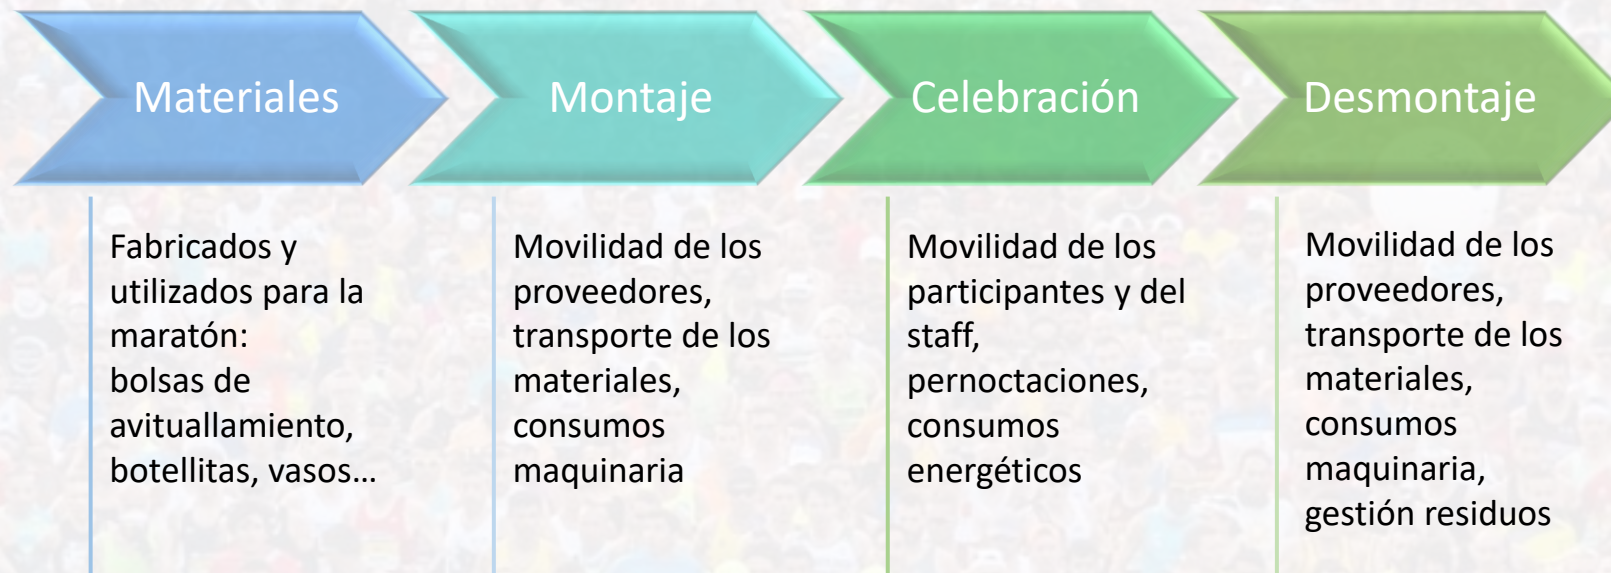 Materiales
Montaje
Celebración
Desmontaje
Fabricados y
utilizados para la
maratón:
bolsas de
avituallamiento,
botellitas, vasos…
Movilidad de los
proveedores,
transporte de los
materiales,
consumos
maquinaria
Movilidad de los
participantes y del
staff,
pernoctaciones,
consumos
energéticos
Movilidad de los
proveedores,
transporte de los
materiales,
consumos
maquinaria,
gestión residuos